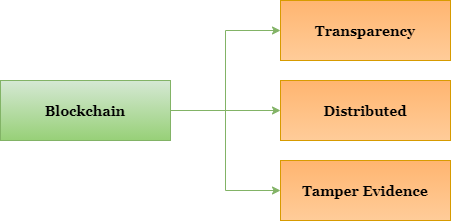 Transparency
Blockchain
Distributed
Tamper Evidence